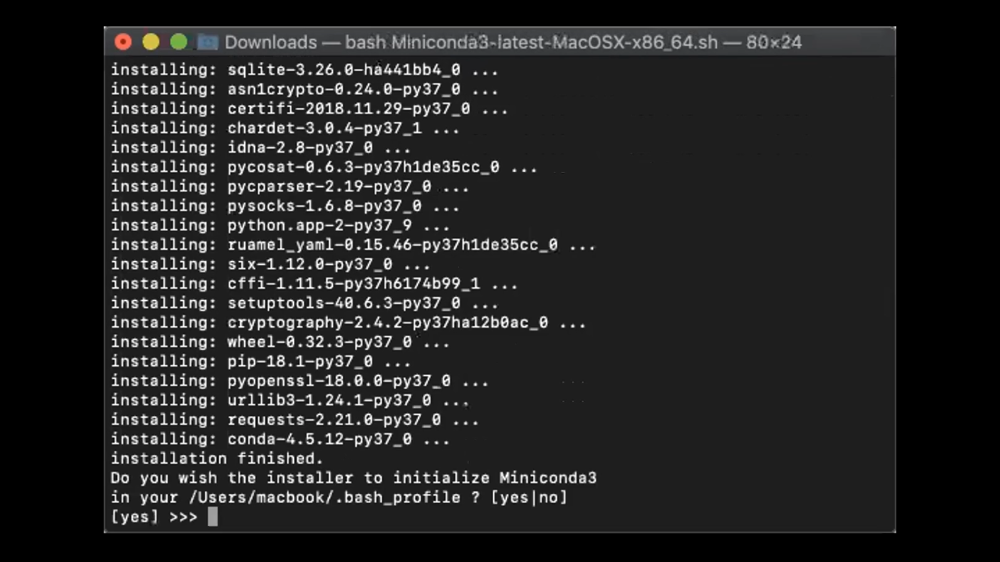 Downloads — bash Miniconda3-latest-MacOSX-x86_64.sh — 80×24
installing: sqlite-3.26.0-ha441bb4_0 ...
installing: asn1crypto-0.24.0-py37_0 ...
installing: certifi-2018.11.29-py37_0 ...
installing: chardet-3.0.4-py37_1 ...
installing: idna-2.8-py37_0 ...
installing: pycosat-0.6.3-py37h1de35cc_0 ...
installing: pycparser-2.19-py37_0 ...
installing: pysocks-1.6.8-py37_0 ...
installing: python.app-2-py37_9 ...
installing: ruamel_yaml-0.15.46-py37h1de35cc_0 ...
installing: six-1.12.0-py37_0 ...
installing: cffi-1.11.5-py37h6174b99_1 ...
installing: setuptools-40.6.3-py37_0 ...
installing: cryptography-2.4.2-py37ha12b0ac_0 ...
installing: wheel-0.32.3-py37_0 ...
installing: pip-18.1-py37_0 ...
installing: pyopenssl-18.0.0-py37_0 ...
installing: urllib3-1.24.1-py37_0 ...
installing: requests-2.21.0-py37_0 ...
installing: conda-4.5.12-py37_0 ...
installation finished.
Do you wish the installer to initialize Miniconda3
in your /Users/macbook/.bash_profile ? [yes|no]
[yes] >>>